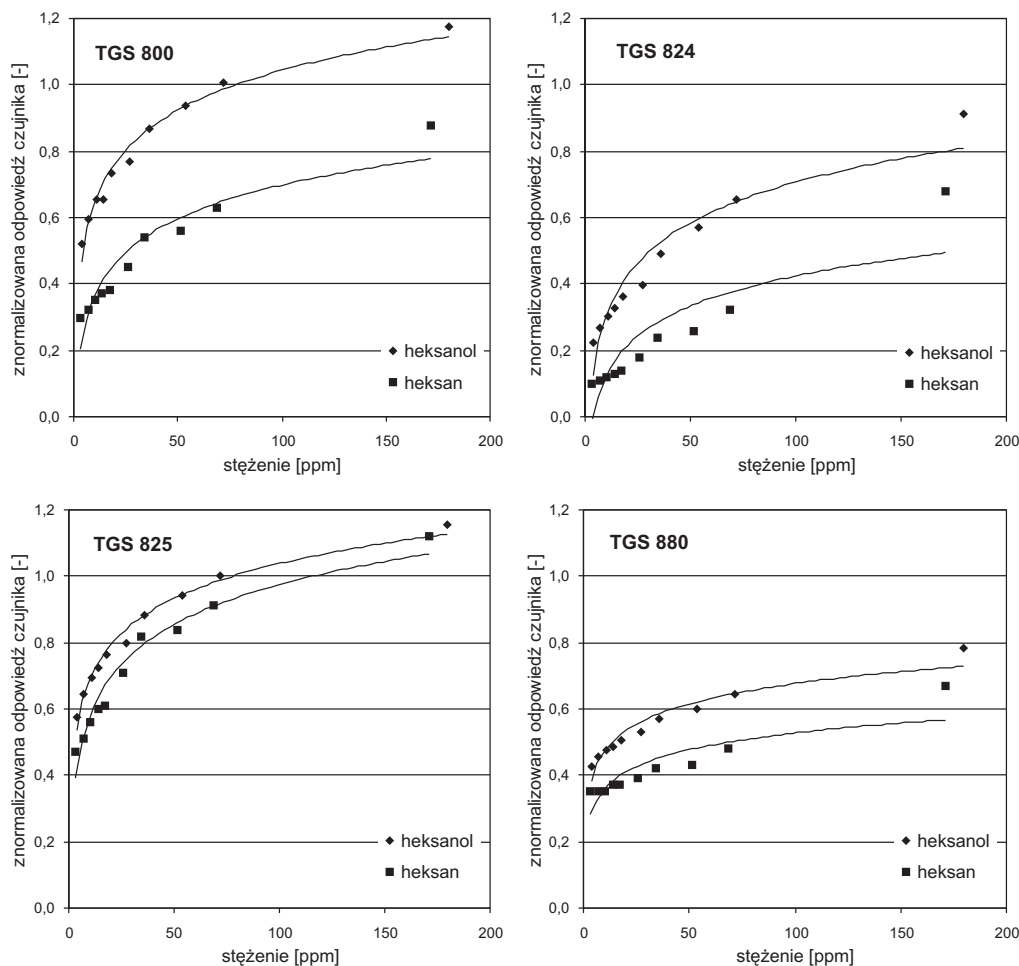 TGS 800
znormalizowana odpowiedź czujnika [-]
1,2
1,0
0,8
0,6
0,4
0,2
0,0
heksanol
heksan
0 50 100 150 200
stężenie [ppm]
TGS 824
znormalizowana odpowiedź czujnika [-]
1,2
1,0
0,8
0,6
0,4
0,2
0,0
heksanol
heksan
0 50 100 150 200
stężenie [ppm]
TGS 825
znormalizowana odpowiedź czujnika [-]
1,2
1,0
0,8
0,6
0,4
0,2
0,0
heksanol
heksan
0 50 100 150 200
stężenie [ppm]
TGS 880
znormalizowana odpowiedź czujnika [-]
1,2
1,0
0,8
0,6
0,4
0,2
0,0
heksanol
heksan
0 50 100 150 200
stężenie [ppm]